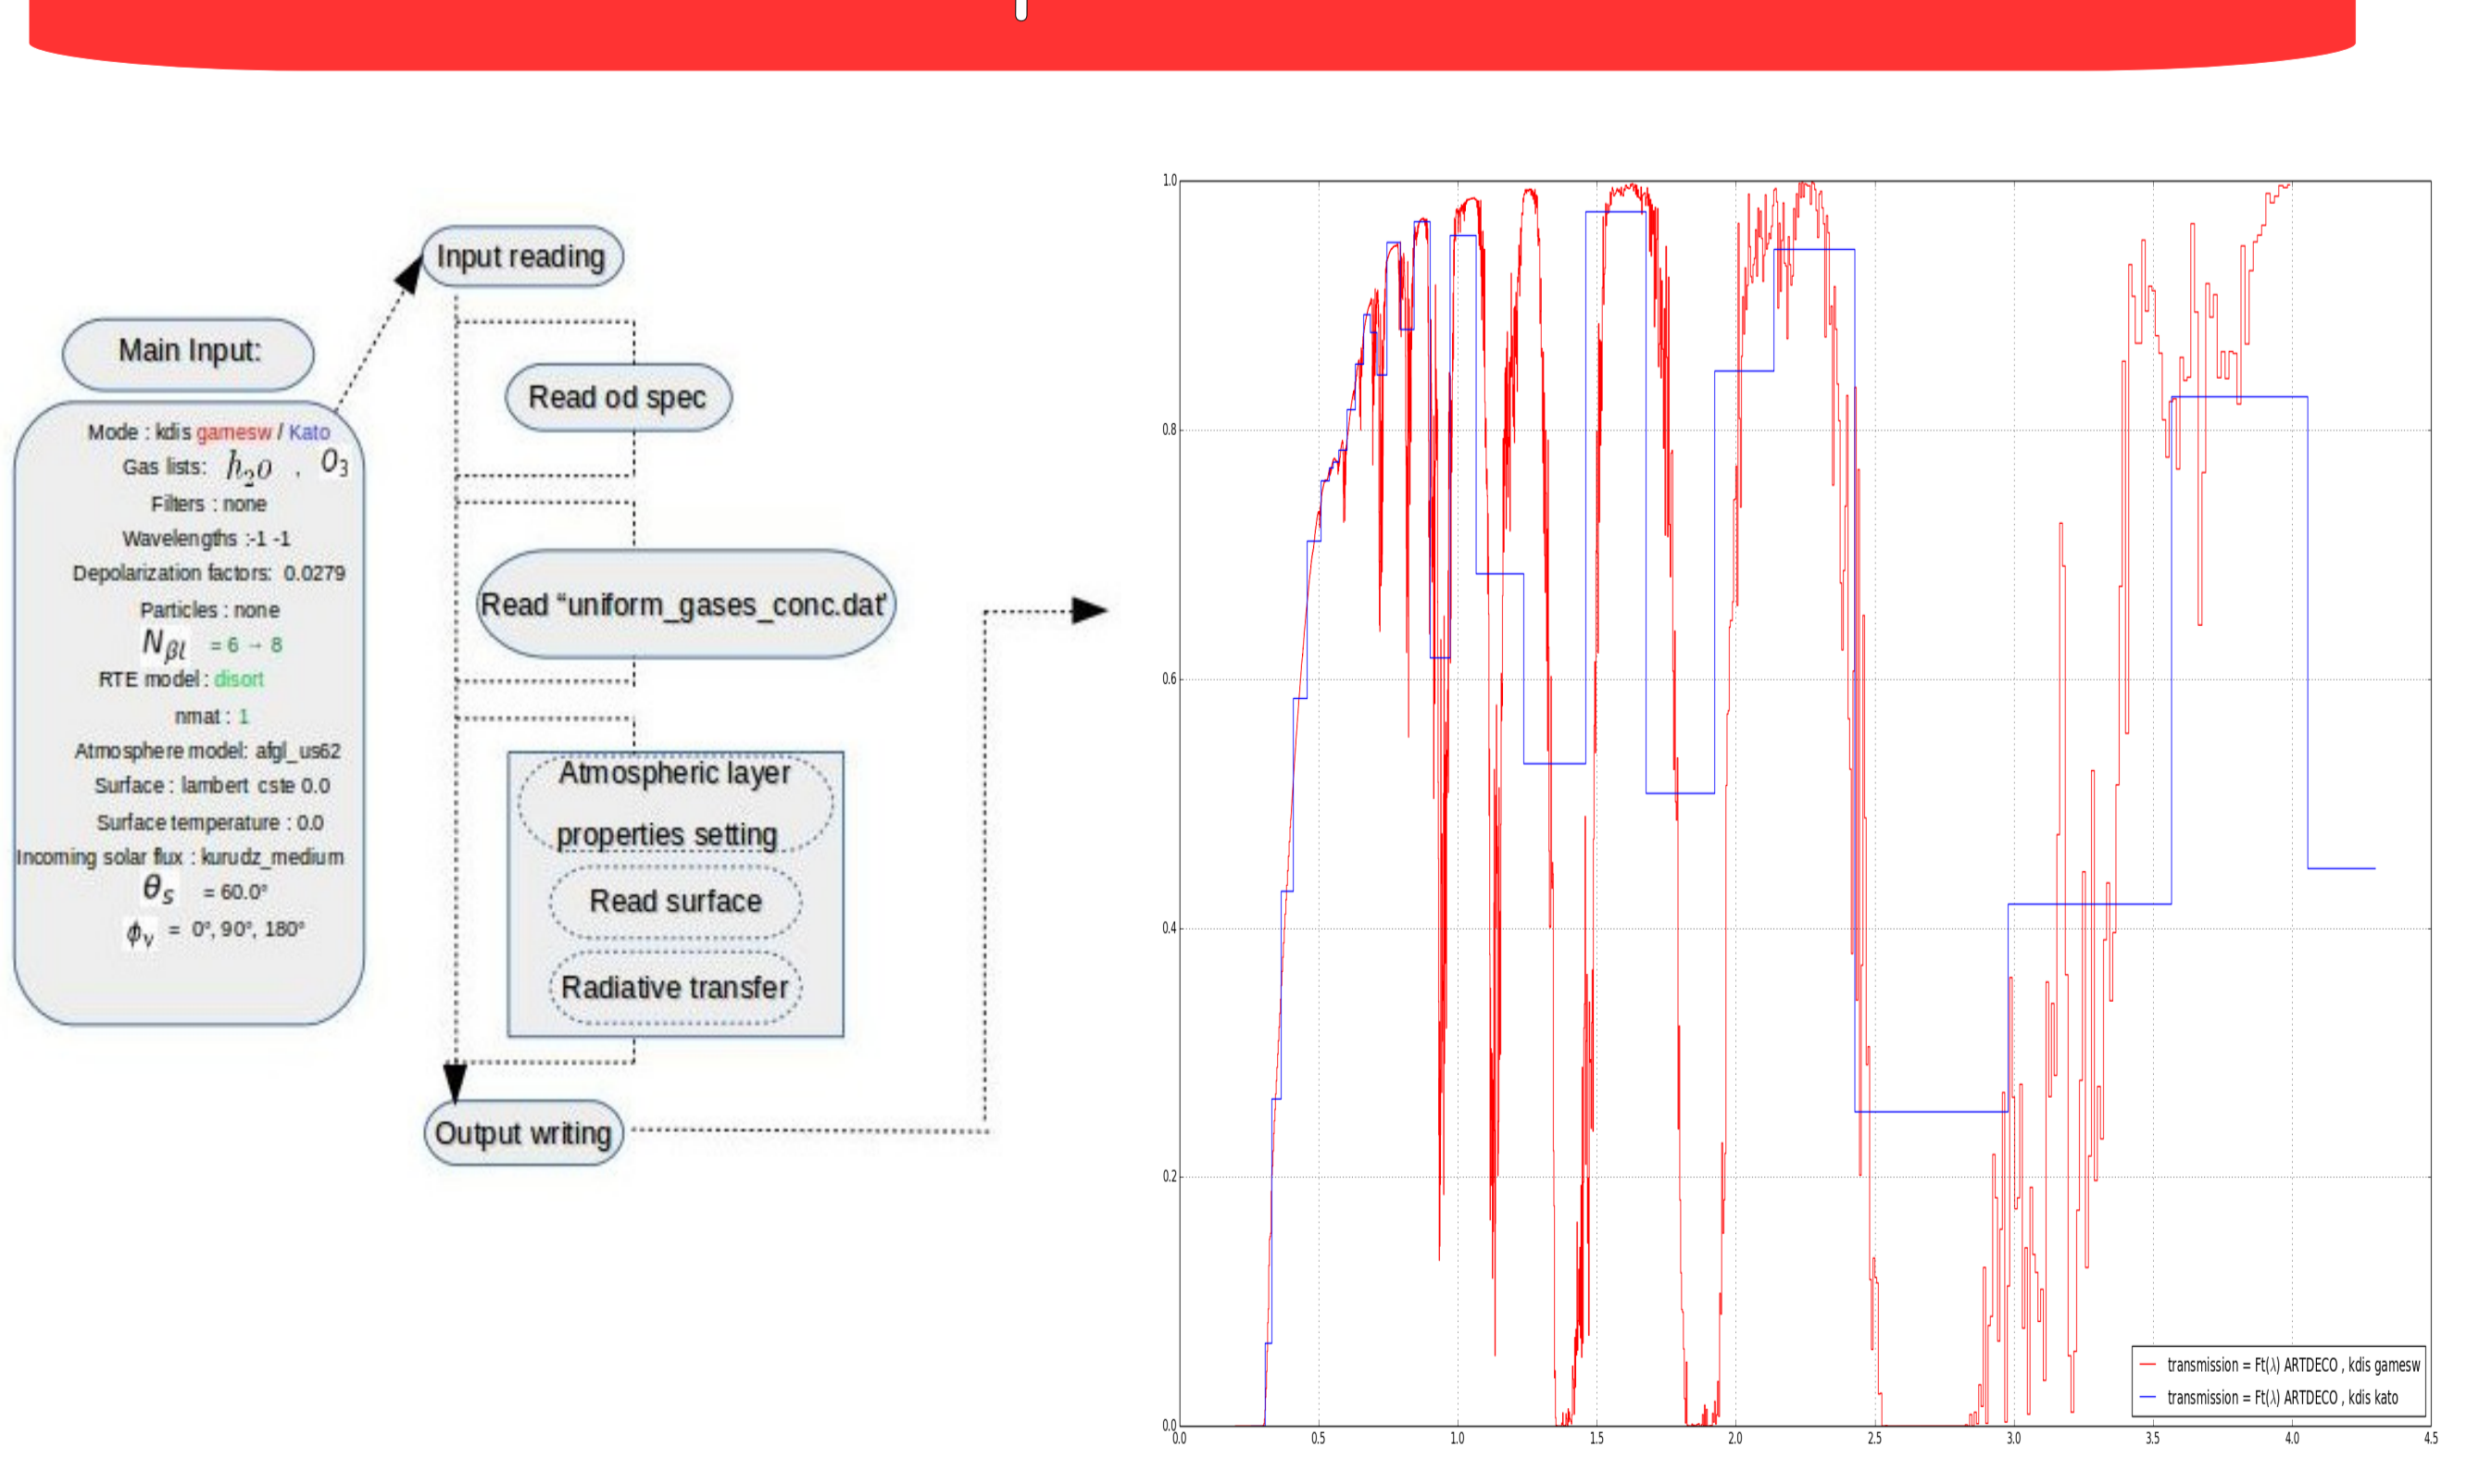 Main Input:
Mode : kdis gamesw / Kato
Gas lists: h₂o , O₃
Filters : none
Wavelengths :-1 -1
Depolarization factors: 0.0279
Particles : none
N_βl = 6 → 8
RTE model : disort
nmat : 1
Atmosphere model: afgl_us62
Surface : lambert cste 0.0
Surface temperature : 0.0
Incoming solar flux : kurudz_medium
θ_s = 60.0°
ϕ_v = 0°, 90°, 180°
Input reading
Read od spec
Read “uniform_gases_conc.dat'
Atmospheric layer
properties setting
Read surface
Radiative transfer
Output writing
1.0
0.8
0.6
0.4
0.2
0.0
0.0 0.5 1.0 1.5 2.0 2.5 3.0 3.5 4.0 4.5
transmission = Ft(λ) ARTDECO , kdis gamesw
transmission = Ft(λ) ARTDECO , kdis kato